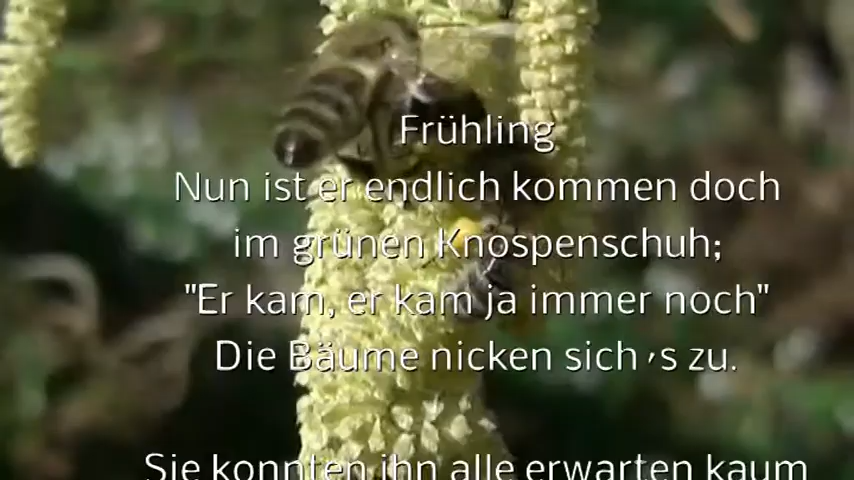 Frühling
Nun ist er endlich kommen doch
im grünen Knospenschuh;
"Er kam, er kam ja immer noch"
Die Bäume nicken sich ׳s zu.
Sie konnten ihn alle erwarten kaum